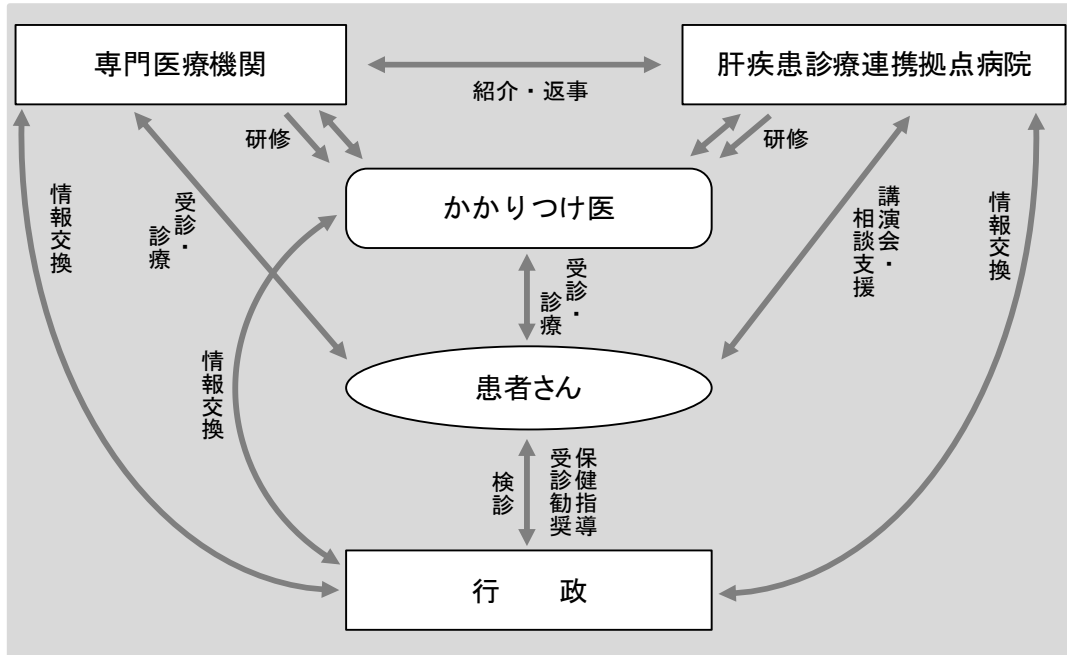 専門医療機関
肝疾患診療連携拠点病院
紹介・返事
研修
研修
かかりつけ医
情報交換
受診・
診療
講演会・
相談支援
情報交換
受診・
診療
情報交換
患者さん
検診
保健指導
受診勧奨
行　政